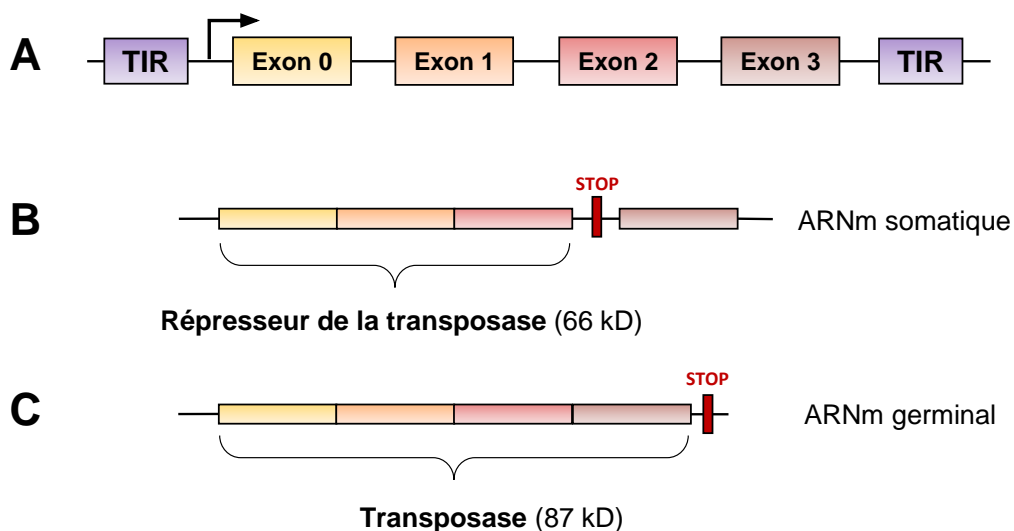 A
TIR Exon 0 Exon 1 Exon 2 Exon 3 TIR
STOP
B ARNm somatique
Répresseur de la transposase (66 kD)
STOP
C ARNm germinal
Transposase (87 kD)